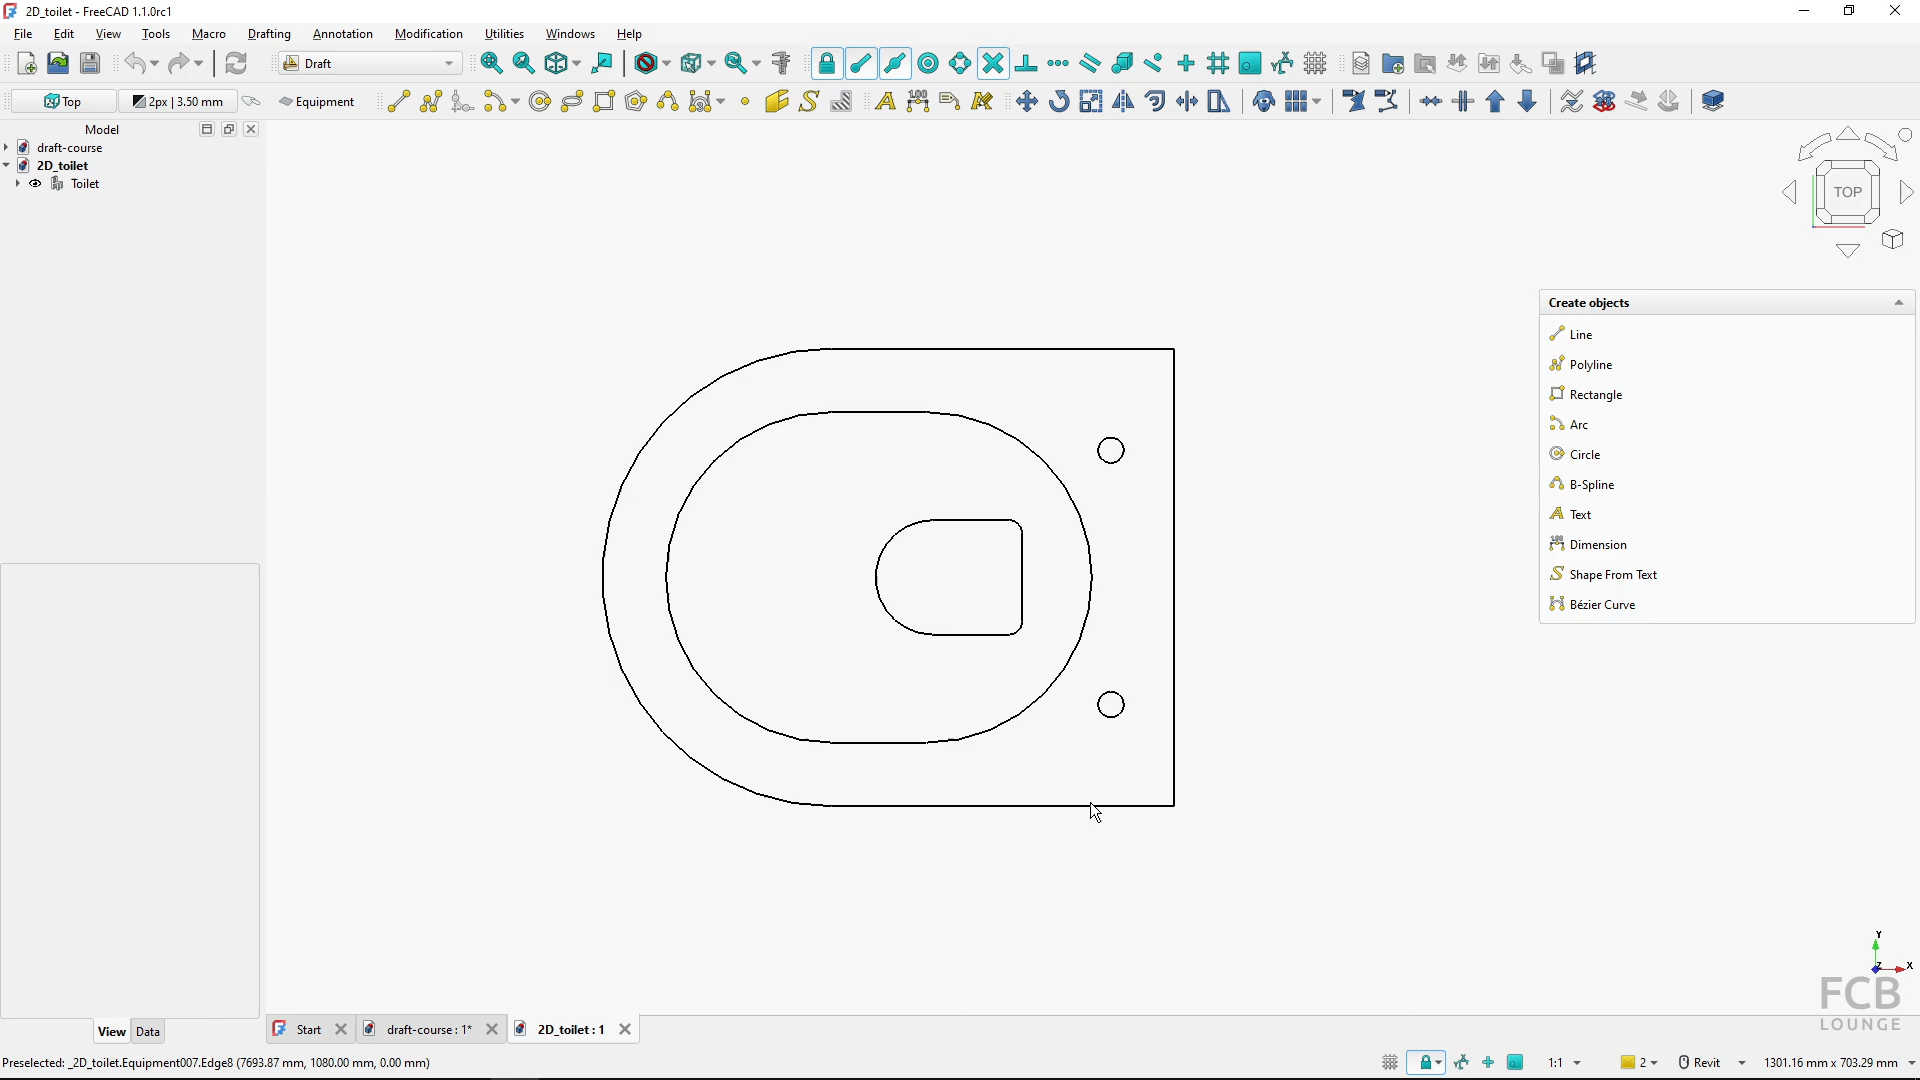 2D_toilet - FreeCAD 1.1.0rc1
File Edit View Tools Macro Drafting Annotation Modification Utilities Windows Help
Draft
Top 2px | 3.50 mm Equipment
Model
draft-course
2D_toilet
Toilet
TOP
Create objects
Line
Polyline
Rectangle
Arc
Circle
B-Spline
Text
Dimension
Shape From Text
Bézier Curve
Y
Z X
FCB
LOUNGE
View Data
Start draft-course : 1* 2D_toilet : 1
Preselected: _2D_toilet.Equipment007.Edge8 (7693.87 mm, 1080.00 mm, 0.00 mm)
1:1 2 Revit 1301.16 mm x 703.29 mm